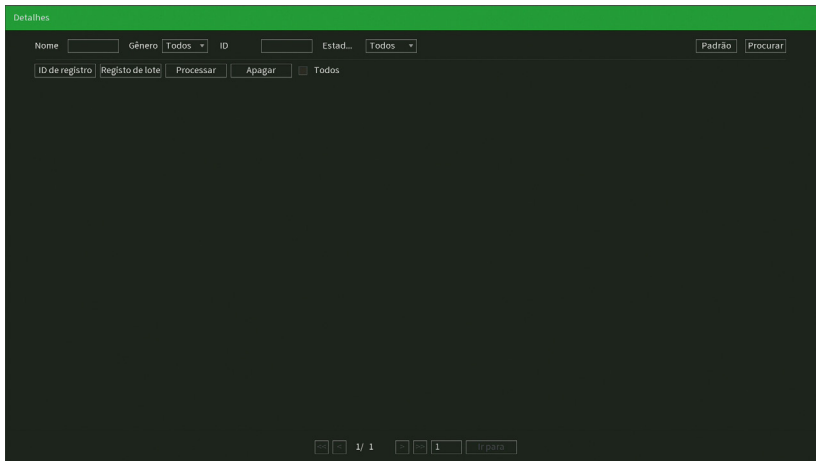 Detalhes
Nome Gênero Todos ID Estad... Todos Padrão Procurar
ID de registro Registo de lote Processar Apagar Todos
<< < 1/ 1 > >> 1 Ir para